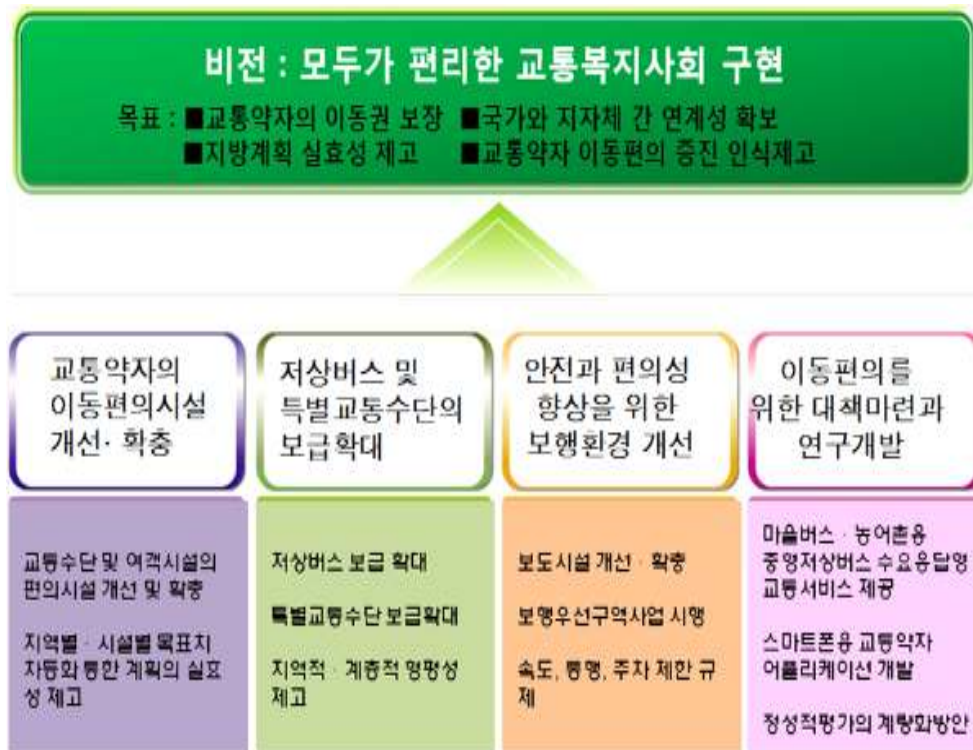 비전 : 모두가 편리한 교통복지사회 구현
목표 : ■교통약자의 이동권 보장 ■국가와 지자체 간 연계성 확보
■지방계획 실효성 제고 ■교통약자 이동편의 증진 인식제고
교통약자의
이동편의시설
개선· 확충
저상버스 및
특별교통수단의
보급확대
안전과 편의성
향상을 위한
보행환경 개선
이동편의를
위한 대책마련과
연구개발
교통수단 및 여객시설의
편의시설 개선 및 확충
지역별 · 시설별 목표치
차등화 통한 계획의 실효
성 제고
저상버스 보급 확대
특별교통수단 보급확대
지역적 · 계층적 형평성
제고
보도시설 개선 · 확충
보행우선구역사업 시행
속도, 통행, 주차 제한 규
제
마을버스 · 농어촌용
중형저상버스 수요응답형
교통서비스 제공
스마트폰용 교통약자
어플리케이션 개발
정성적평가의 계량화방안